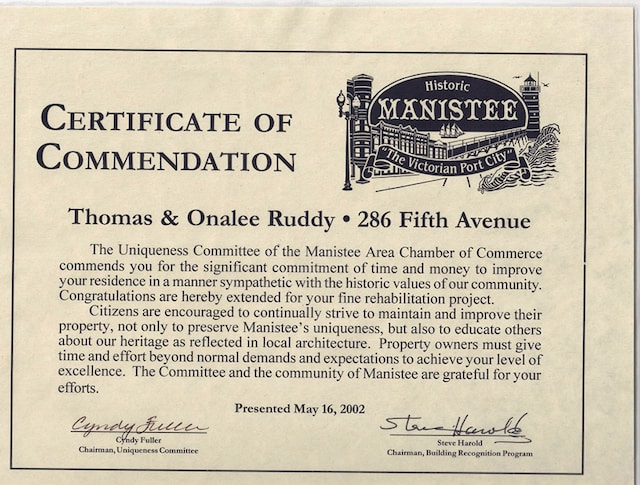 CERTIFICATE OF
COMMENDATION
Historic
MANISTEE
"The Victorian Port City"
Thomas & Onalee Ruddy • 286 Fifth Avenue
The Uniqueness Committee of the Manistee Area Chamber of Commerce
commends you for the significant commitment of time and money to improve
your residence in a manner sympathetic with the historic values of our community.
Congratulations are hereby extended for your fine rehabilitation project.
Citizens are encouraged to continually strive to maintain and improve their
property, not only to preserve Manistee's uniqueness, but also to educate others
about our heritage as reflected in local architecture. Property owners must give
time and effort beyond normal demands and expectations to achieve your level of
excellence. The Committee and the community of Manistee are grateful for your
efforts.
Presented May 16, 2002
Cyndy Fuller
Cyndy Fuller
Chairman, Uniqueness Committee
Steve Harold
Steve Harold
Chairman, Building Recognition Program